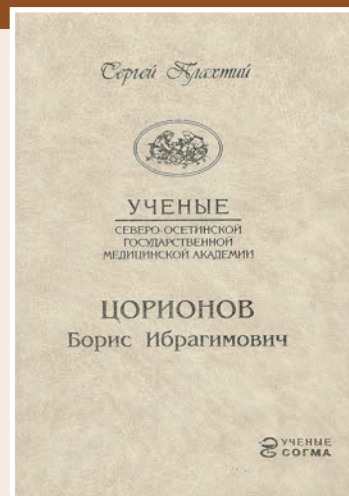 Сергей Плахтий
УЧЕНЫЕ
СЕВЕРО-ОСЕТИНСКОЙ
ГОСУДАРСТВЕННОЙ
МЕДИЦИНСКОЙ АКАДЕМИИ
ЦОРИОНОВ
Борис Ибрагимович
УЧЕНЫЕ
СОГМА